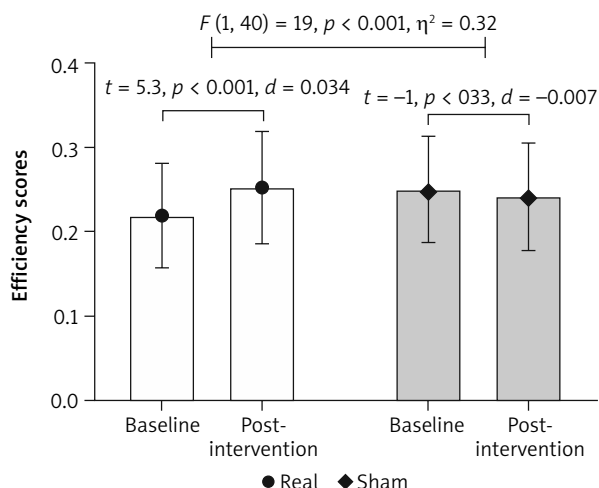 F (1, 40) = 19, p < 0.001, η² = 0.32
t = 5.3, p < 0.001, d = 0.034
t = –1, p < 033, d = –0.007
Efficiency scores
0.4
0.3
0.2
0.1
0.0
Baseline
Post-
intervention
Baseline
Post-
intervention
Real
Sham